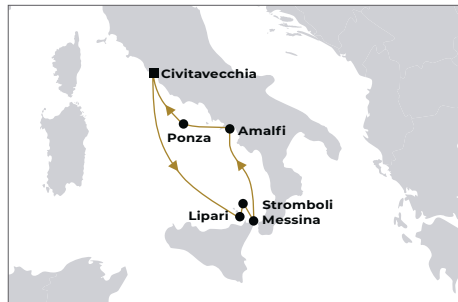 Civitavecchia
Ponza
Amalfi
Stromboli
Lipari
Messina